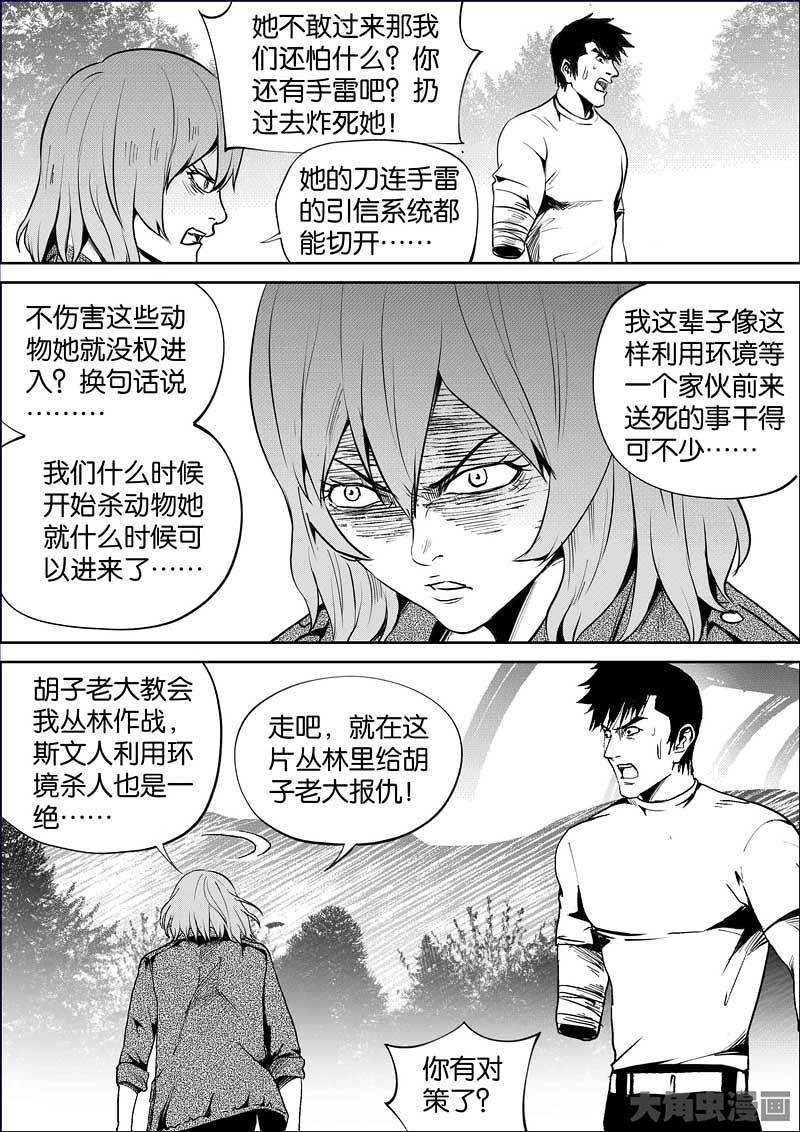 她不敢过来那我
们还怕什么？你
还有手雷吧？扔
过去炸死她！
她的刀连手雷
的引信系统都
能切开……
不伤害这些动
物她就没权进
入？换句话说
………
我们什么时候
开始杀动物她
就什么时候可
以进来了……
我这辈子像这
样利用环境等
一个家伙前来
送死的事干得
可不少……
胡子老大教会
我丛林作战，
斯文人利用环
境杀人也是一
绝……
走吧，就在这
片丛林里给胡
子老大报仇！
你有对
策了？
大角虫漫画